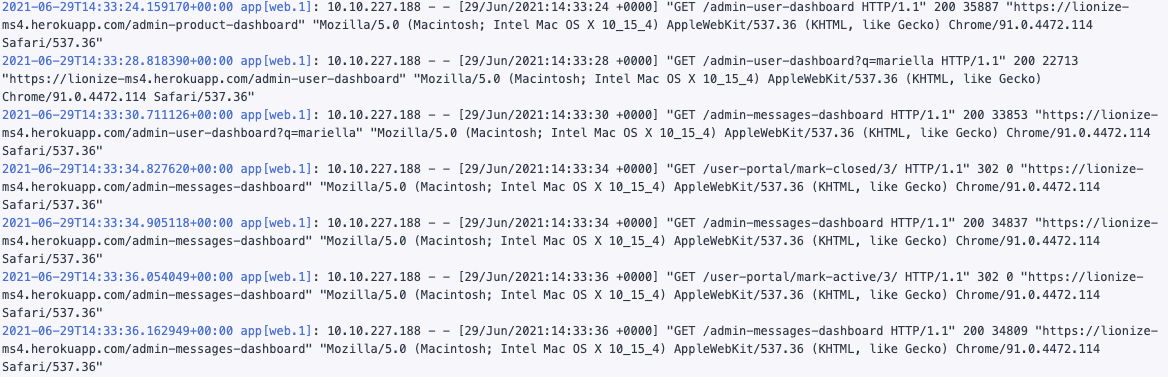 2021-06-29T14:33:24.159170+00:00 app[web.1]: 10.10.227.188 - - [29/Jun/2021:14:33:24 +0000] "GET /admin-user-dashboard HTTP/1.1" 200 35887 "https://lionize-
ms4.herokuapp.com/admin-product-dashboard" "Mozilla/5.0 (Macintosh; Intel Mac OS X 10_15_4) AppleWebKit/537.36 (KHTML, like Gecko) Chrome/91.0.4472.114
Safari/537.36"
2021-06-29T14:33:28.818390+00:00 app[web.1]: 10.10.227.188 - - [29/Jun/2021:14:33:28 +0000] "GET /admin-user-dashboard?q=mariella HTTP/1.1" 200 22713
"https://lionize-ms4.herokuapp.com/admin-user-dashboard" "Mozilla/5.0 (Macintosh; Intel Mac OS X 10_15_4) AppleWebKit/537.36 (KHTML, like Gecko)
Chrome/91.0.4472.114 Safari/537.36"
2021-06-29T14:33:30.711126+00:00 app[web.1]: 10.10.227.188 - - [29/Jun/2021:14:33:30 +0000] "GET /admin-messages-dashboard HTTP/1.1" 200 33853 "https://lionize-
ms4.herokuapp.com/admin-user-dashboard?q=mariella" "Mozilla/5.0 (Macintosh; Intel Mac OS X 10_15_4) AppleWebKit/537.36 (KHTML, like Gecko) Chrome/91.0.4472.114
Safari/537.36"
2021-06-29T14:33:34.827620+00:00 app[web.1]: 10.10.227.188 - - [29/Jun/2021:14:33:34 +0000] "GET /user-portal/mark-closed/3/ HTTP/1.1" 302 0 "https://lionize-
ms4.herokuapp.com/admin-messages-dashboard" "Mozilla/5.0 (Macintosh; Intel Mac OS X 10_15_4) AppleWebKit/537.36 (KHTML, like Gecko) Chrome/91.0.4472.114
Safari/537.36"
2021-06-29T14:33:34.905118+00:00 app[web.1]: 10.10.227.188 - - [29/Jun/2021:14:33:34 +0000] "GET /admin-messages-dashboard HTTP/1.1" 200 34837 "https://lionize-
ms4.herokuapp.com/admin-messages-dashboard" "Mozilla/5.0 (Macintosh; Intel Mac OS X 10_15_4) AppleWebKit/537.36 (KHTML, like Gecko) Chrome/91.0.4472.114
Safari/537.36"
2021-06-29T14:33:36.054049+00:00 app[web.1]: 10.10.227.188 - - [29/Jun/2021:14:33:36 +0000] "GET /user-portal/mark-active/3/ HTTP/1.1" 302 0 "https://lionize-
ms4.herokuapp.com/admin-messages-dashboard" "Mozilla/5.0 (Macintosh; Intel Mac OS X 10_15_4) AppleWebKit/537.36 (KHTML, like Gecko) Chrome/91.0.4472.114
Safari/537.36"
2021-06-29T14:33:36.162949+00:00 app[web.1]: 10.10.227.188 - - [29/Jun/2021:14:33:36 +0000] "GET /admin-messages-dashboard HTTP/1.1" 200 34809 "https://lionize-
ms4.herokuapp.com/admin-messages-dashboard" "Mozilla/5.0 (Macintosh; Intel Mac OS X 10_15_4) AppleWebKit/537.36 (KHTML, like Gecko) Chrome/91.0.4472.114
Safari/537.36"